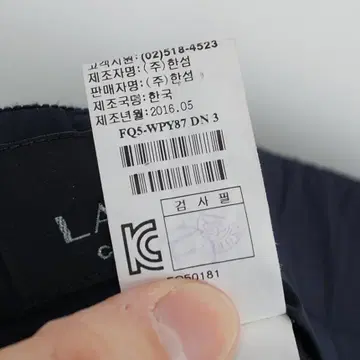 (02)518-4523
제조자명:(주)한섬
판매자명:(주)한섬
제조국명:한국
제조년월:2016.05
FQ5-WPY87 DN 3
검 사 필
LA
C